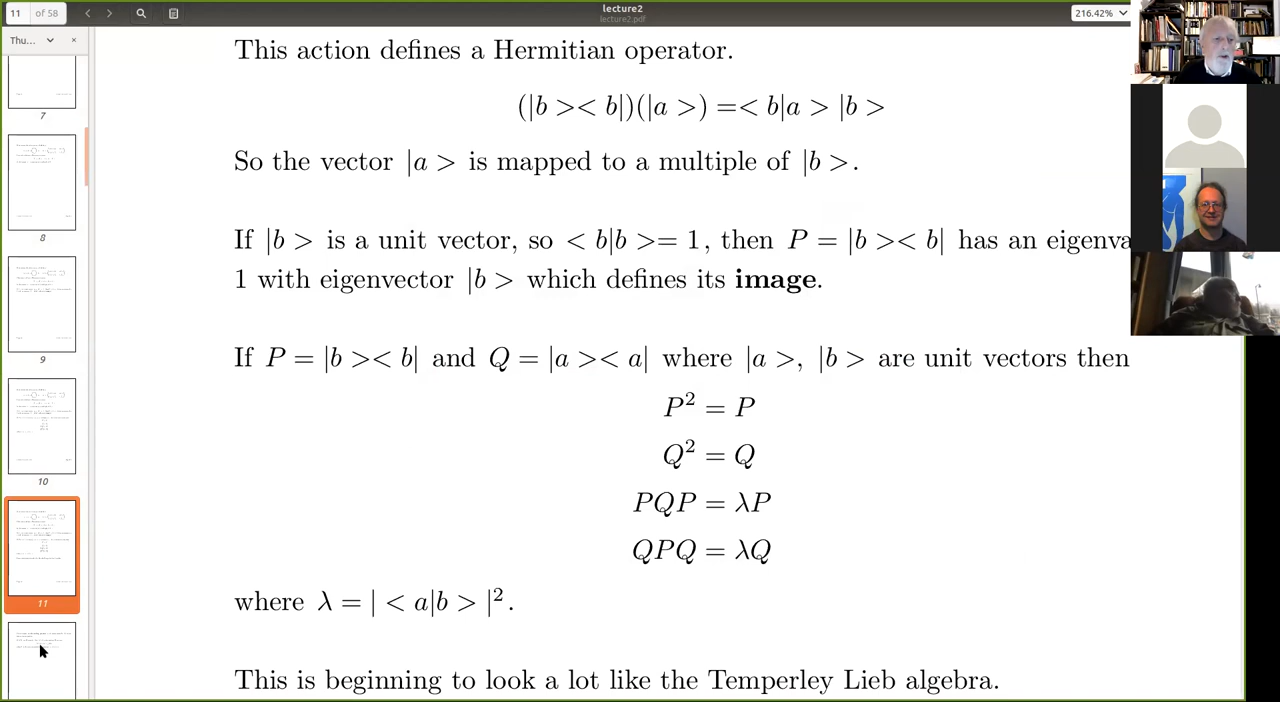 11 of 58
lecture2
lecture2.pdf
216.42%
Thu...
This action defines a Hermitian operator.
(|b >< b|)(|a >) =< b|a > |b >
So the vector |a > is mapped to a multiple of |b >.
If |b > is a unit vector, so < b|b >= 1, then P = |b >< b| has an eigenva
1 with eigenvector |b > which defines its image.
If P = |b >< b| and Q = |a >< a| where |a >, |b > are unit vectors then
P² = P
Q² = Q
PQP = λP
QPQ = λQ
where λ = | < a|b > |².
This is beginning to look a lot like the Temperley Lieb algebra.
7
8
9
10
11